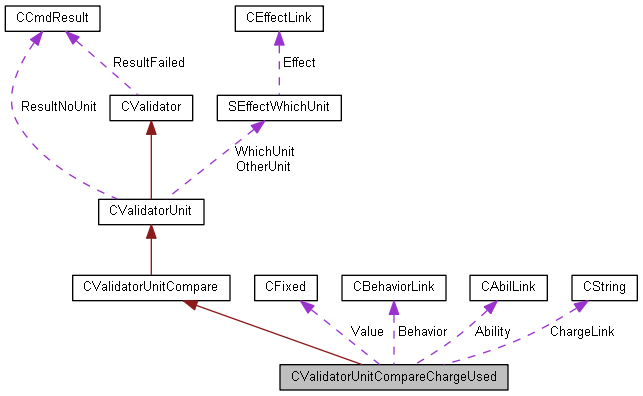 CCmdResult
CEffectLink
ResultFailed
Effect
ResultNoUnit
CValidator
SEffectWhichUnit
WhichUnit
OtherUnit
CValidatorUnit
CValidatorUnitCompare
CFixed
CBehaviorLink
CAbilLink
CString
Value
Behavior
Ability
ChargeLink
CValidatorUnitCompareChargeUsed